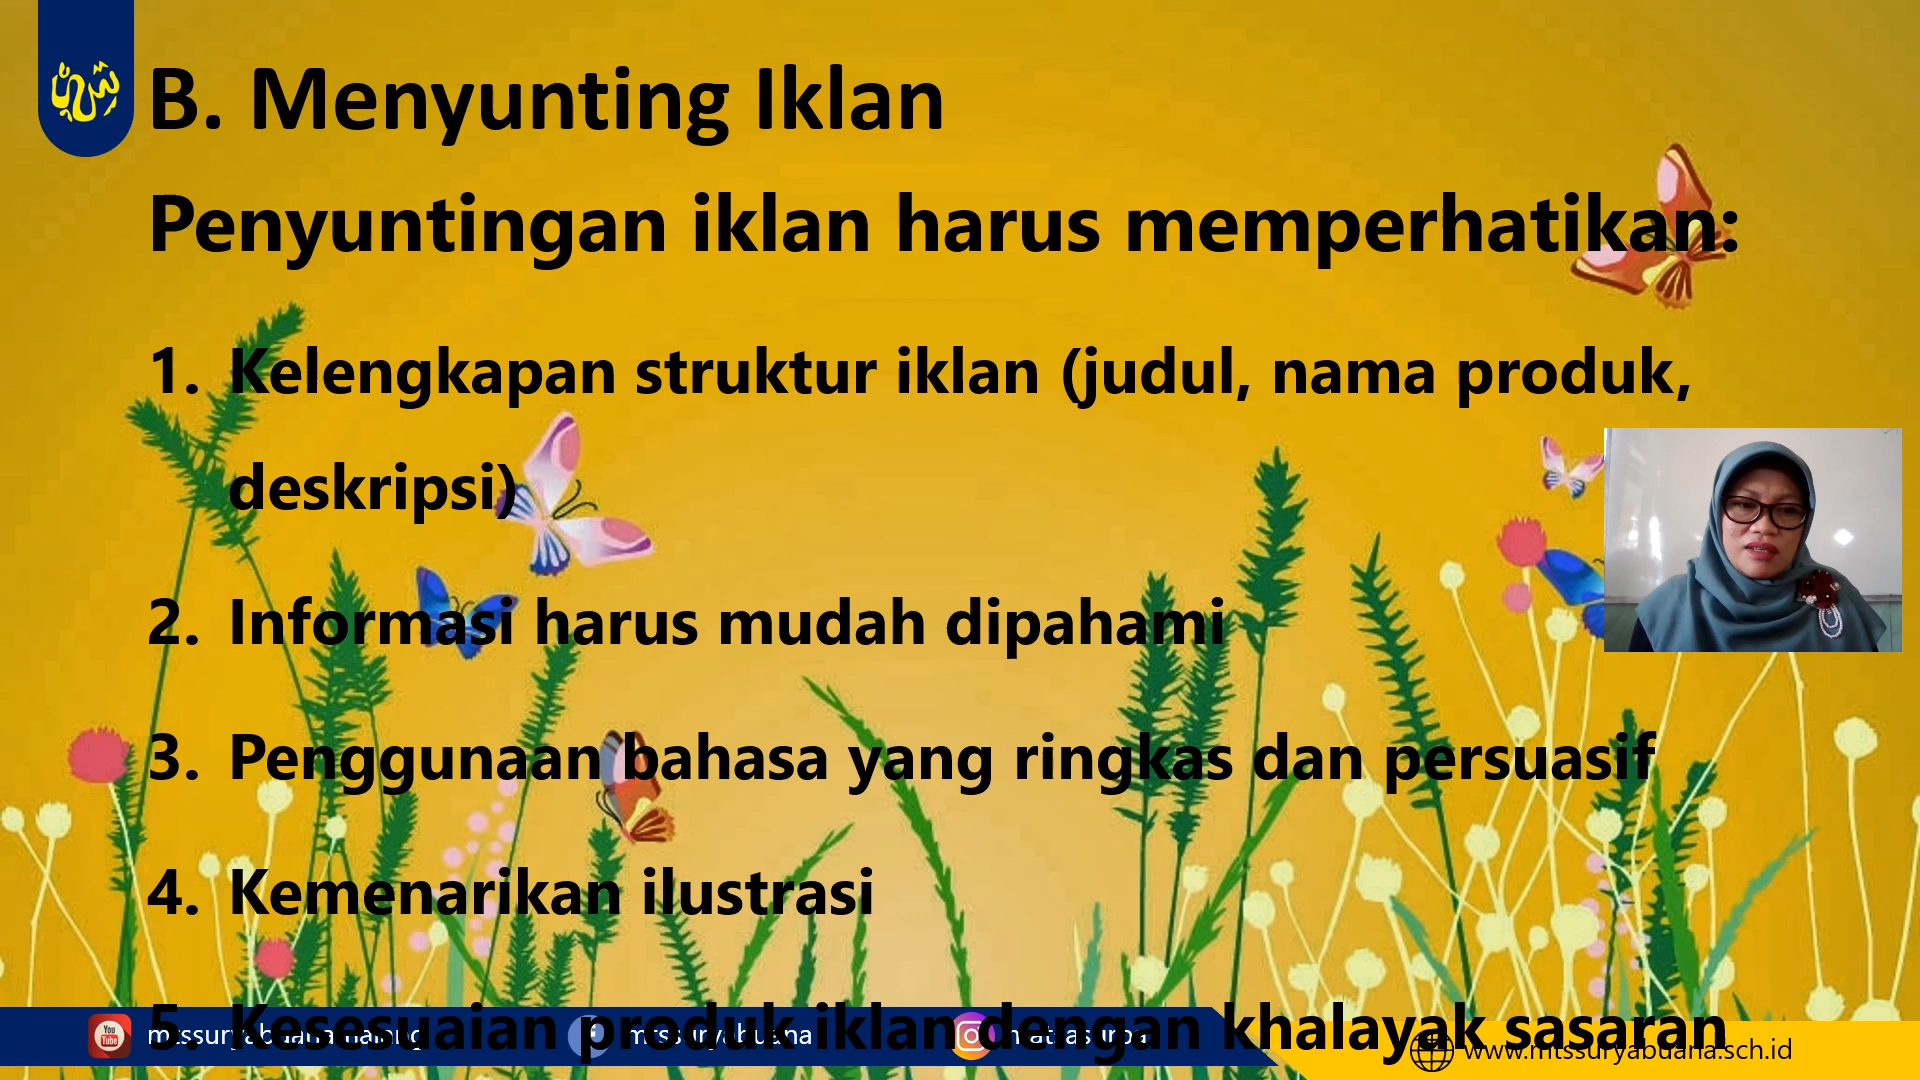 B. Menyunting Iklan
Penyuntingan iklan harus memperhatikan:
1. Kelengkapan struktur iklan (judul, nama produk,
deskripsi)
2. Informasi harus mudah dipahami
3. Penggunaan bahasa yang ringkas dan persuasif
4. Kemenarikan ilustrasi
5. Kesesuaian produk iklan dengan khalayak sasaran
You
Tube
mtssuryabuana
www.mtssuryabuana.sch.id